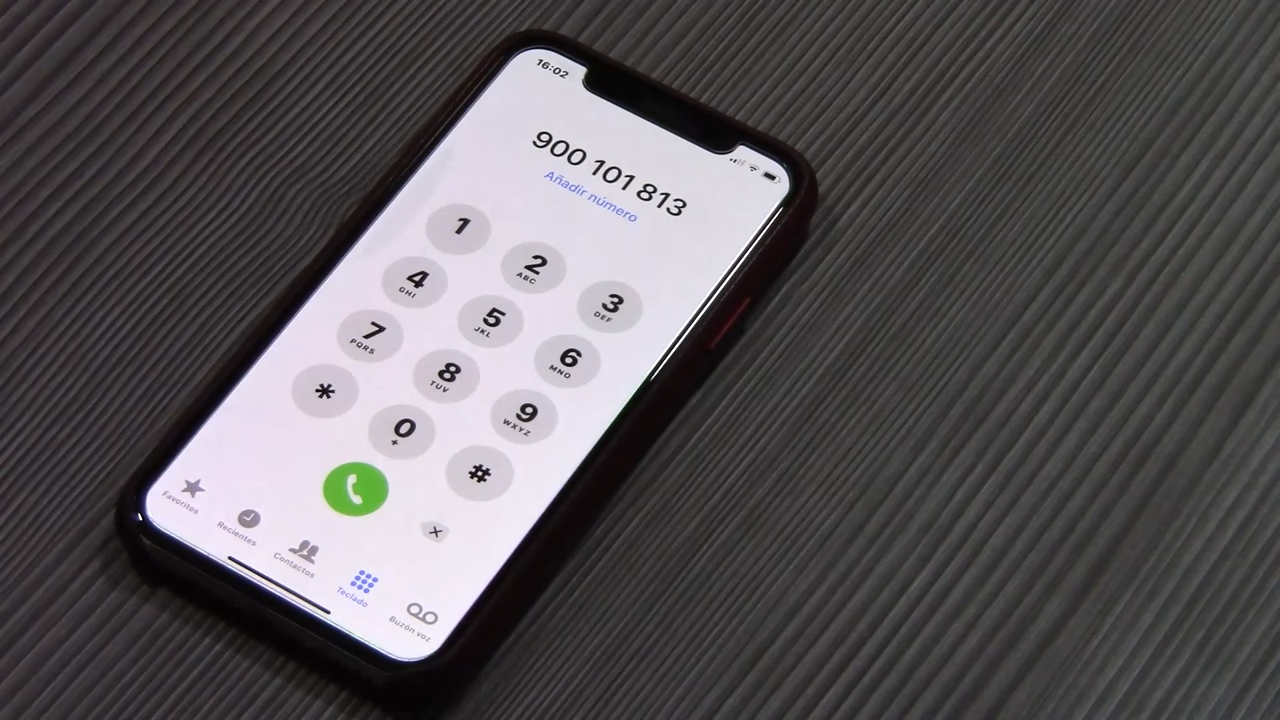 16:02
900 101 813
Añadir número
1
2
ABC
3
DEF
4
GHI
5
JKL
6
MNO
7
PQRS
8
TUV
9
WXYZ
*
0
+
#
Favoritos
Recientes
Contactos
Teclado
Buzón voz